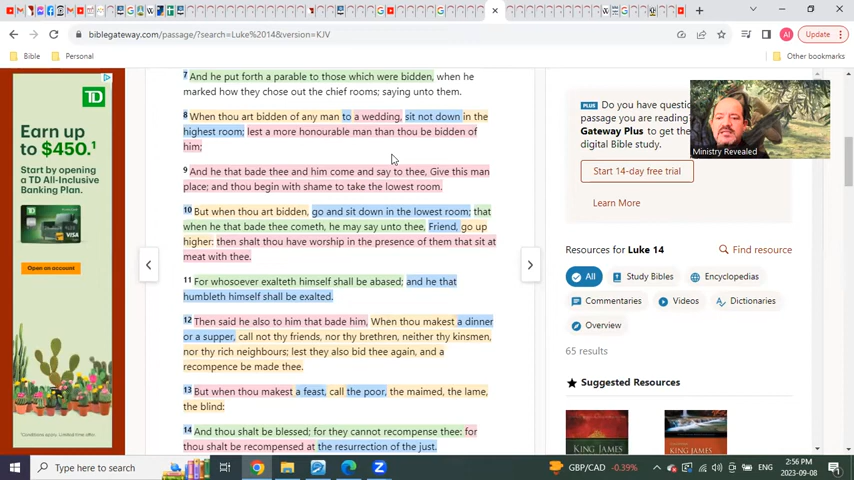 biblegateway.com/passage/?search=Luke%2014&version=KJV
AI
Update
Bible
Personal
Other bookmarks
TD
Earn up
to $450.¹
Start by opening
a TD All-Inclusive
Banking Plan.
Open an account
¹Conditions apply. Limited time offer.
7 And he put forth a parable to those which were bidden, when he
marked how they chose out the chief rooms; saying unto them.
8 When thou art bidden of any man to a wedding, sit not down in the
highest room; lest a more honourable man than thou be bidden of
him;
9 And he that bade thee and him come and say to thee, Give this man
place; and thou begin with shame to take the lowest room.
10 But when thou art bidden, go and sit down in the lowest room; that
when he that bade thee cometh, he may say unto thee, Friend, go up
higher: then shalt thou have worship in the presence of them that sit at
meat with thee.
11 For whosoever exalteth himself shall be abased; and he that
humbleth himself shall be exalted.
12 Then said he also to him that bade him, When thou makest a dinner
or a supper, call not thy friends, nor thy brethren, neither thy kinsmen,
nor thy rich neighbours; lest they also bid thee again, and a
recompence be made thee.
13 But when thou makest a feast, call the poor, the maimed, the lame,
the blind:
14 And thou shalt be blessed; for they cannot recompense thee: for
thou shalt be recompensed at the resurrection of the just.
PLUS Do you have questi
passage you are reading
Gateway Plus to get the
digital Bible study.
Start 14-day free trial
Learn More
Ministry Revealed
Resources for Luke 14
Find resource
All
Study Bibles
Encyclopedias
Commentaries
Videos
Dictionaries
Overview
65 results
Suggested Resources
KING JAMES
KING JAMES
Type here to search
GBP/CAD -0.39%
ENG
2:56 PM
2023-09-08